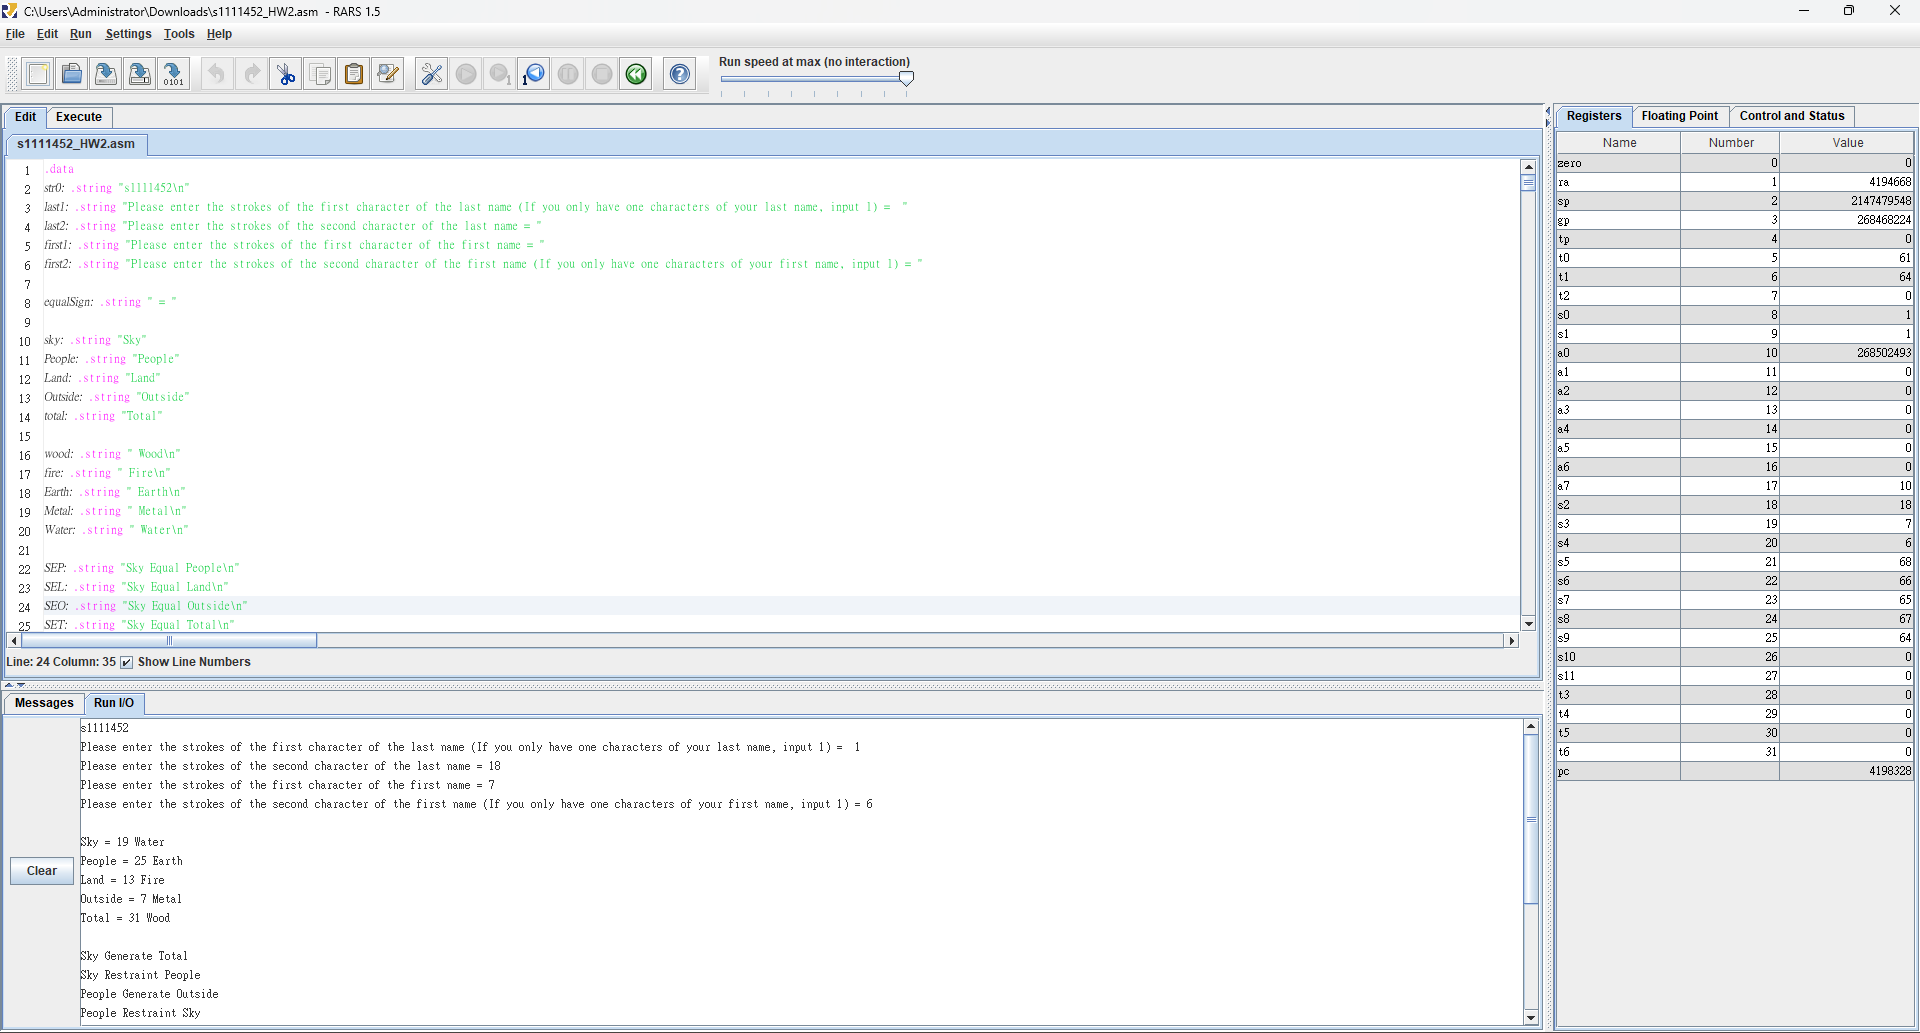 C:\Users\Administrator\Downloads\s1111452_HW2.asm - RARS 1.5
File Edit Run Settings Tools Help
Run speed at max (no interaction)
Edit Execute
s1111452_HW2.asm
1 .data
2 str0: .string "s1111452\n"
3 last1: .string "Please enter the strokes of the first character of the last name (If you only have one characters of your last name, input 1) =  "
4 last2: .string "Please enter the strokes of the second character of the last name = "
5 first1: .string "Please enter the strokes of the first character of the first name = "
6 first2: .string "Please enter the strokes of the second character of the first name (If you only have one characters of your first name, input 1) = "
7
8 equalSign: .string " = "
9
10 sky: .string "Sky"
11 People: .string "People"
12 Land: .string "Land"
13 Outside: .string "Outside"
14 total: .string "Total"
15
16 wood: .string " Wood\n"
17 fire: .string " Fire\n"
18 Earth: .string " Earth\n"
19 Metal: .string " Metal\n"
20 Water: .string " Water\n"
21
22 SEP: .string "Sky Equal People\n"
23 SEL: .string "Sky Equal Land\n"
24 SEO: .string "Sky Equal Outside\n"
25 SET: .string "Sky Equal Total\n"
Line: 24 Column: 35 Show Line Numbers
Messages Run I/O
Clear
s1111452
Please enter the strokes of the first character of the last name (If you only have one characters of your last name, input 1) =  1
Please enter the strokes of the second character of the last name = 18
Please enter the strokes of the first character of the first name = 7
Please enter the strokes of the second character of the first name (If you only have one characters of your first name, input 1) = 6
Sky = 19 Water
People = 25 Earth
Land = 13 Fire
Outside = 7 Metal
Total = 31 Wood
Sky Generate Total
Sky Restraint People
People Generate Outside
People Restraint Sky
Registers Floating Point Control and Status
Name Number Value
zero 0 0
ra 1 4194668
sp 2 2147479548
gp 3 268468224
tp 4 0
t0 5 61
t1 6 64
t2 7 0
s0 8 1
s1 9 1
a0 10 268502493
a1 11 0
a2 12 0
a3 13 0
a4 14 0
a5 15 0
a6 16 0
a7 17 10
s2 18 18
s3 19 7
s4 20 6
s5 21 68
s6 22 66
s7 23 65
s8 24 67
s9 25 64
s10 26 0
s11 27 0
t3 28 0
t4 29 0
t5 30 0
t6 31 0
pc 4198328